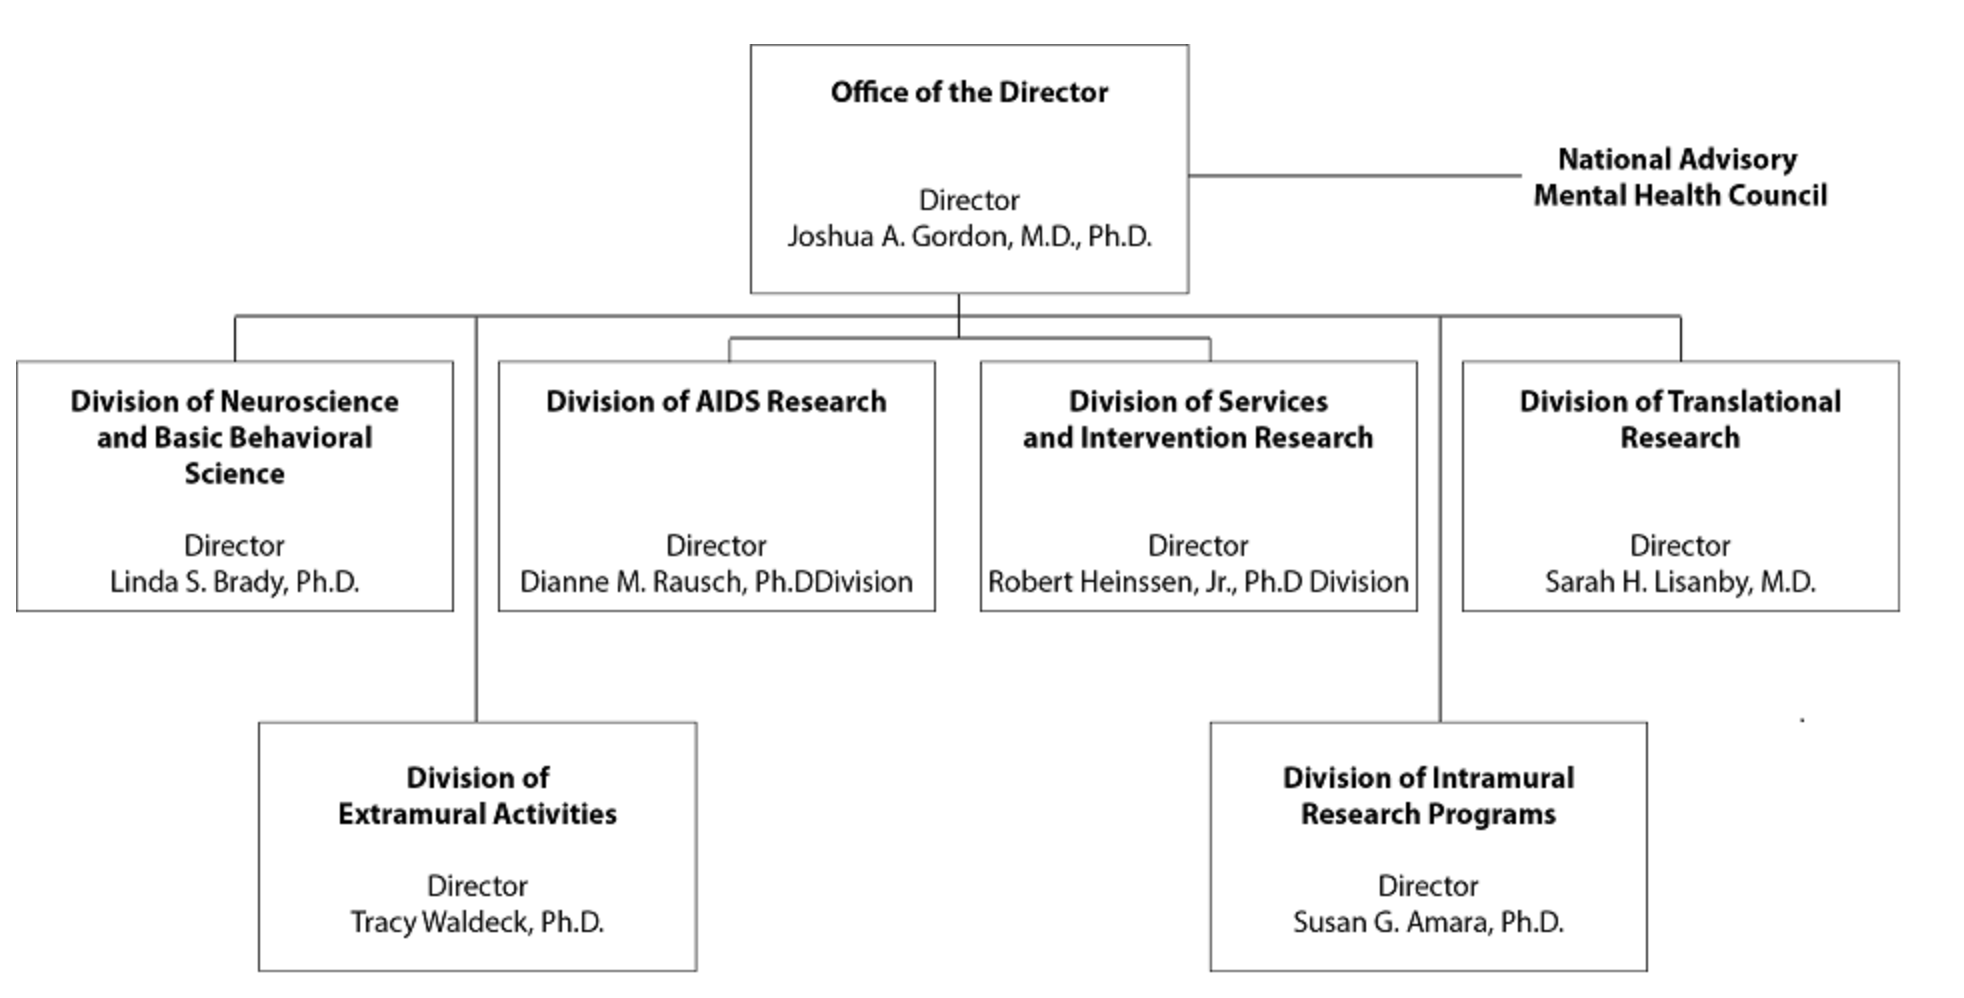 Office of the Director
Director
Joshua A. Gordon, M.D., Ph.D.
National Advisory
Mental Health Council
Division of Neuroscience
and Basic Behavioral
Science
Director
Linda S. Brady, Ph.D.
Division of AIDS Research
Director
Dianne M. Rausch, Ph.DDivision
Division of Services
and Intervention Research
Director
Robert Heinssen, Jr., Ph.D Division
Division of Translational
Research
Director
Sarah H. Lisanby, M.D.
Division of
Extramural Activities
Director
Tracy Waldeck, Ph.D.
Division of Intramural
Research Programs
Director
Susan G. Amara, Ph.D.